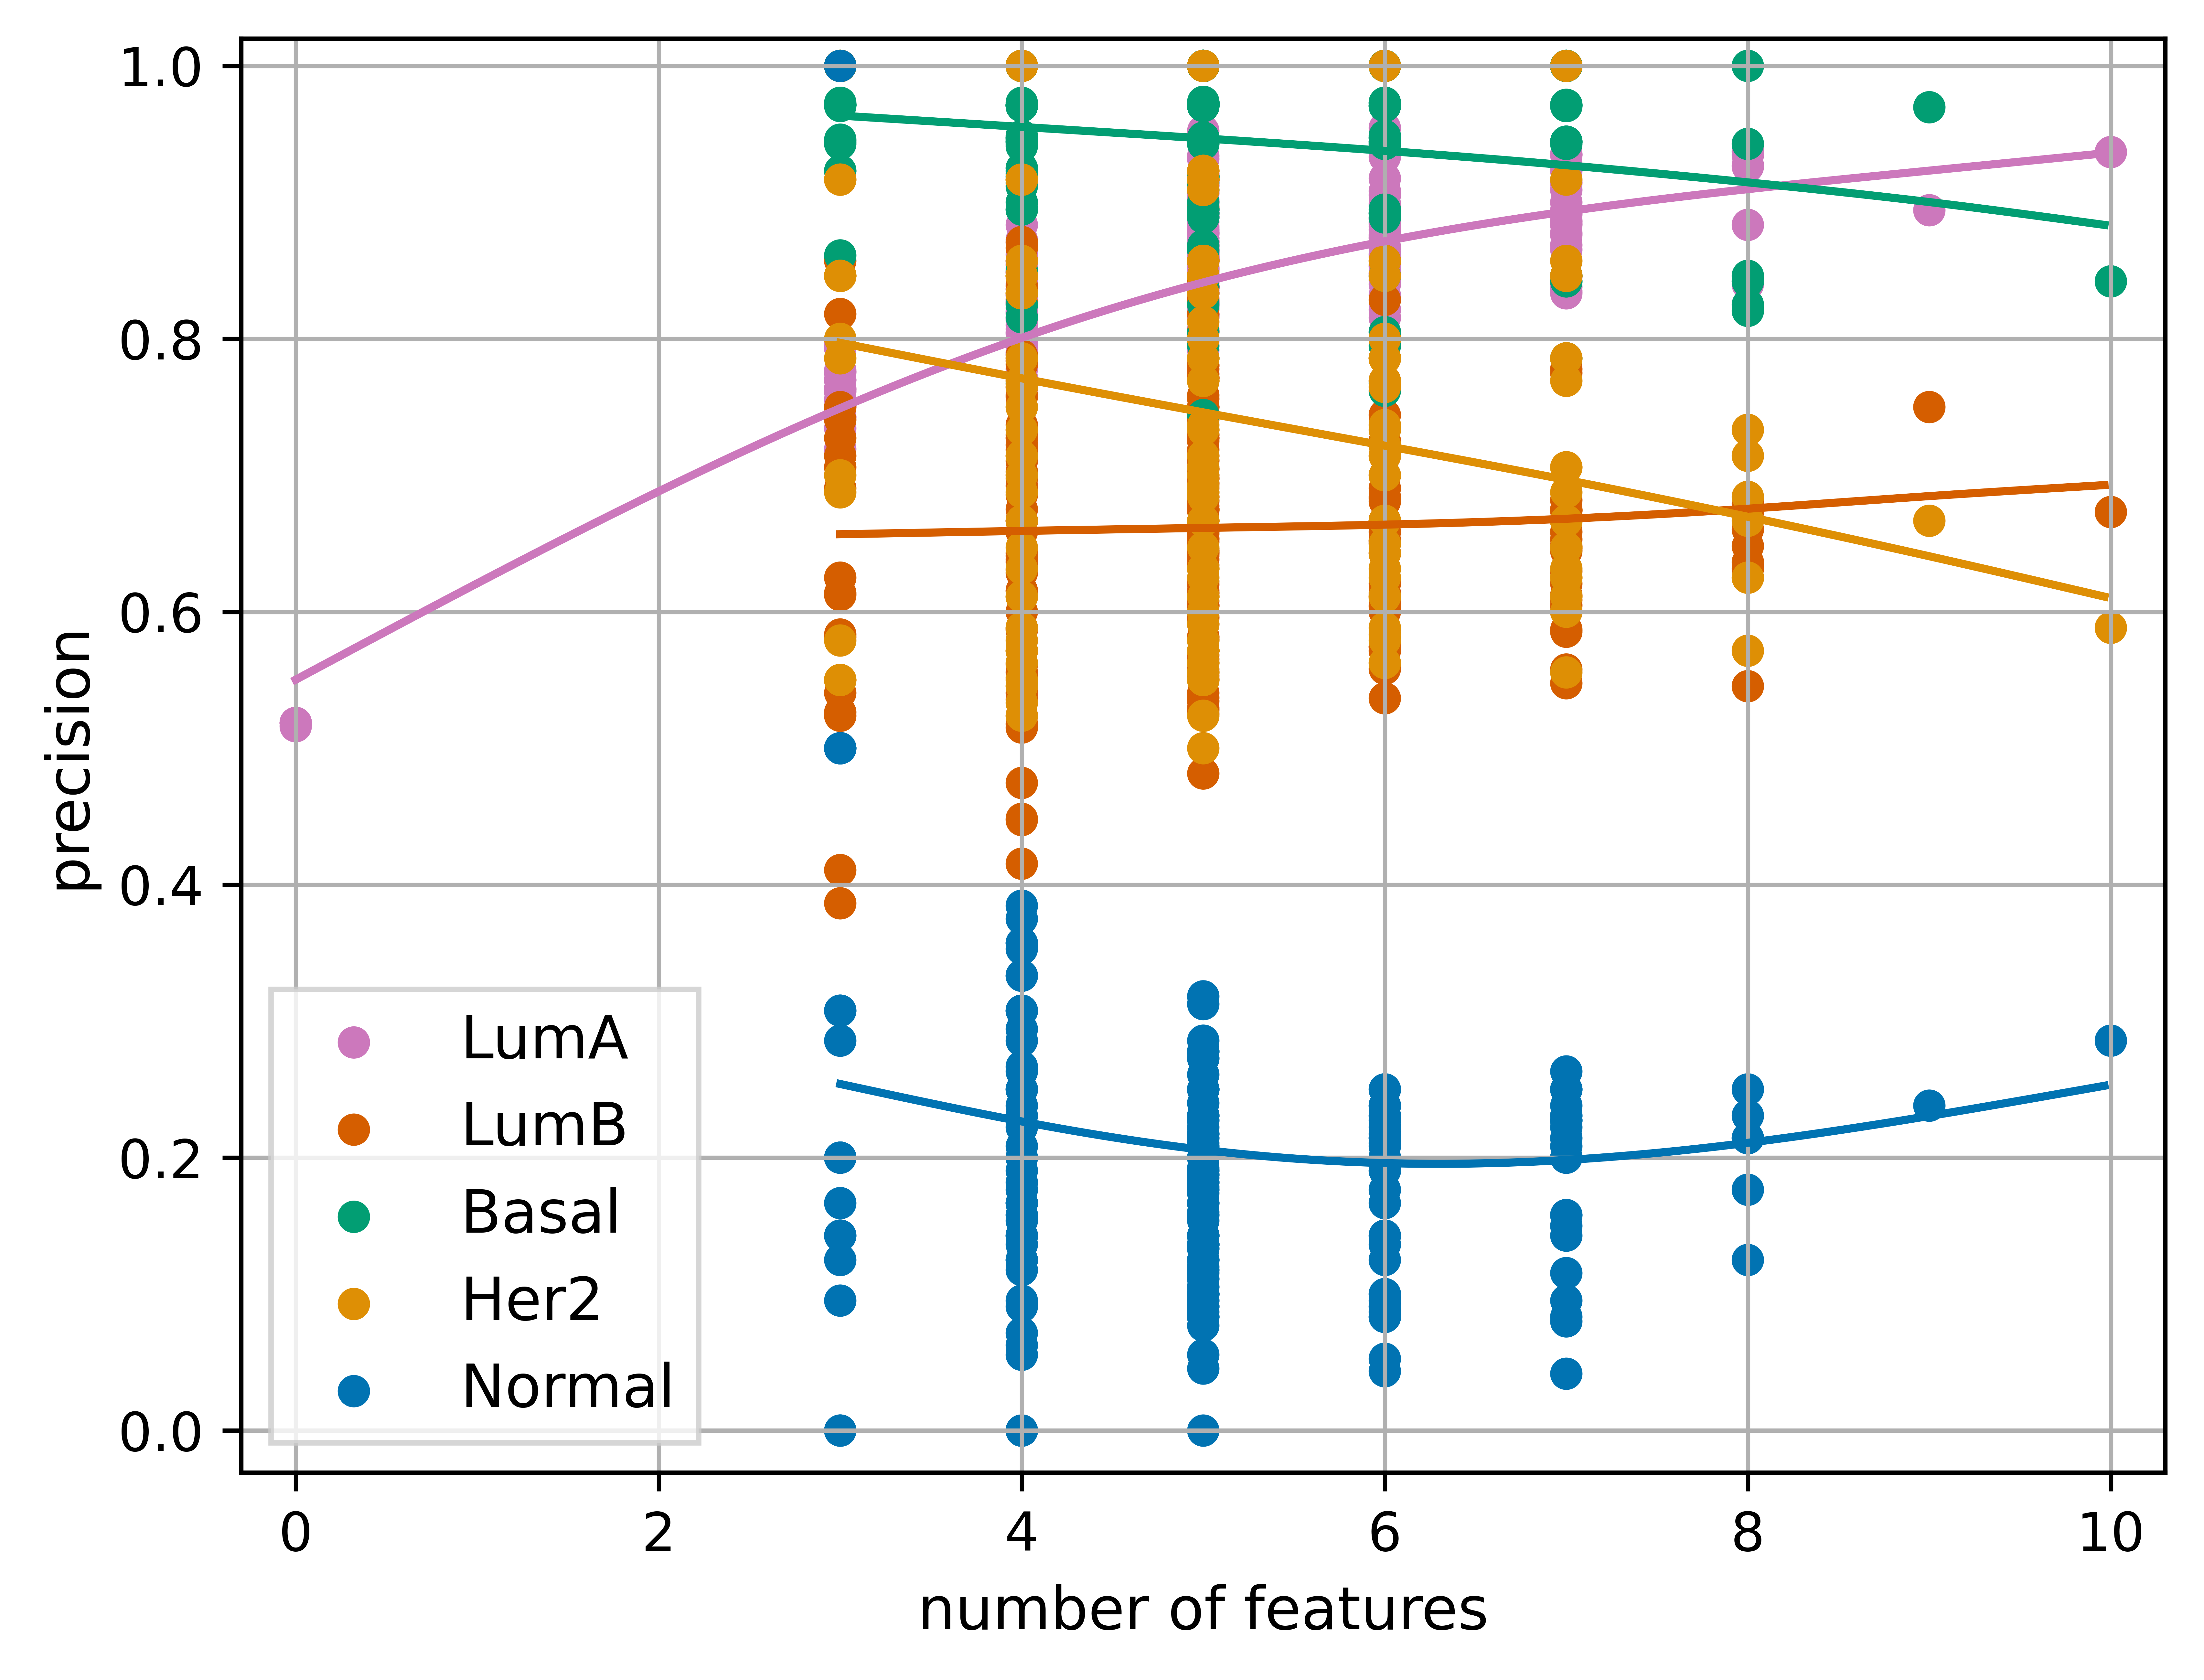 1.0
0.8
0.6
0.4
0.2
0.0
precision
LumA
LumB
Basal
Her2
Normal
0 2 4 6 8 10
number of features